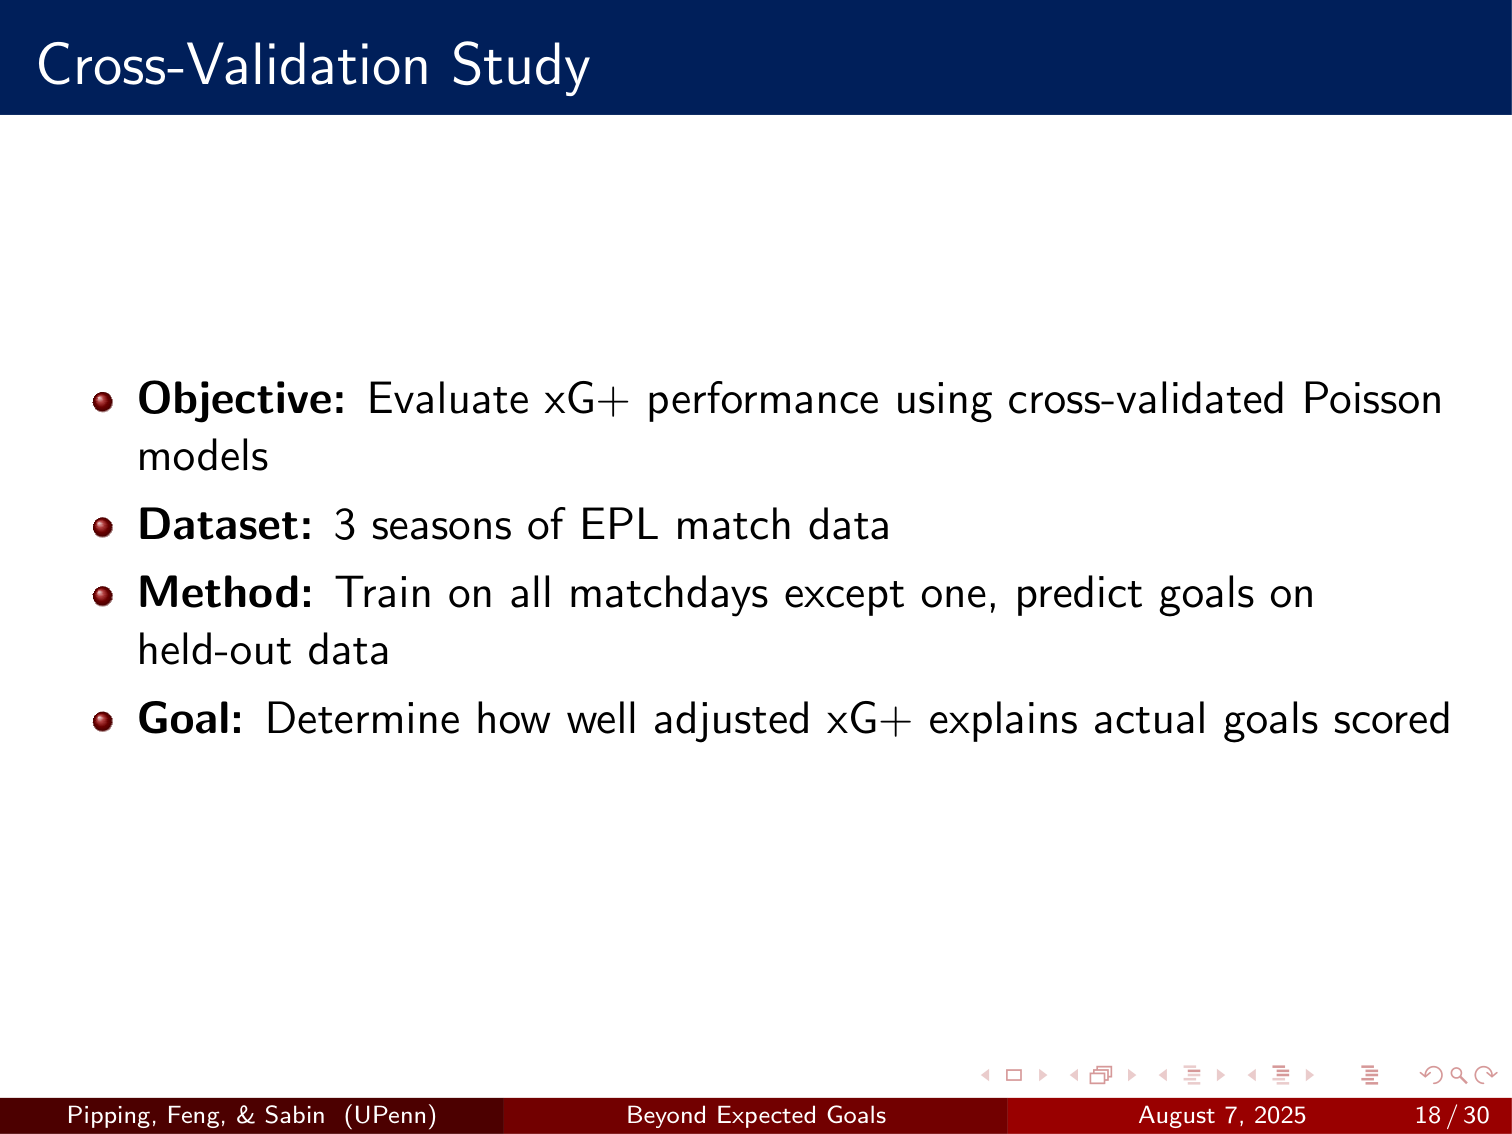 Cross-Validation Study
Objective: Evaluate xG+ performance using cross-validated Poisson
models
Dataset: 3 seasons of EPL match data
Method: Train on all matchdays except one, predict goals on
held-out data
Goal: Determine how well adjusted xG+ explains actual goals scored
Pipping, Feng, & Sabin (UPenn) Beyond Expected Goals August 7, 2025 18 / 30